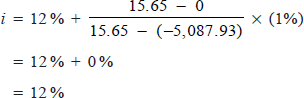 i = 12% + (15.65 − 0) / (15.65 − (−5,087.93)) × (1%)
= 12% + 0%
= 12%